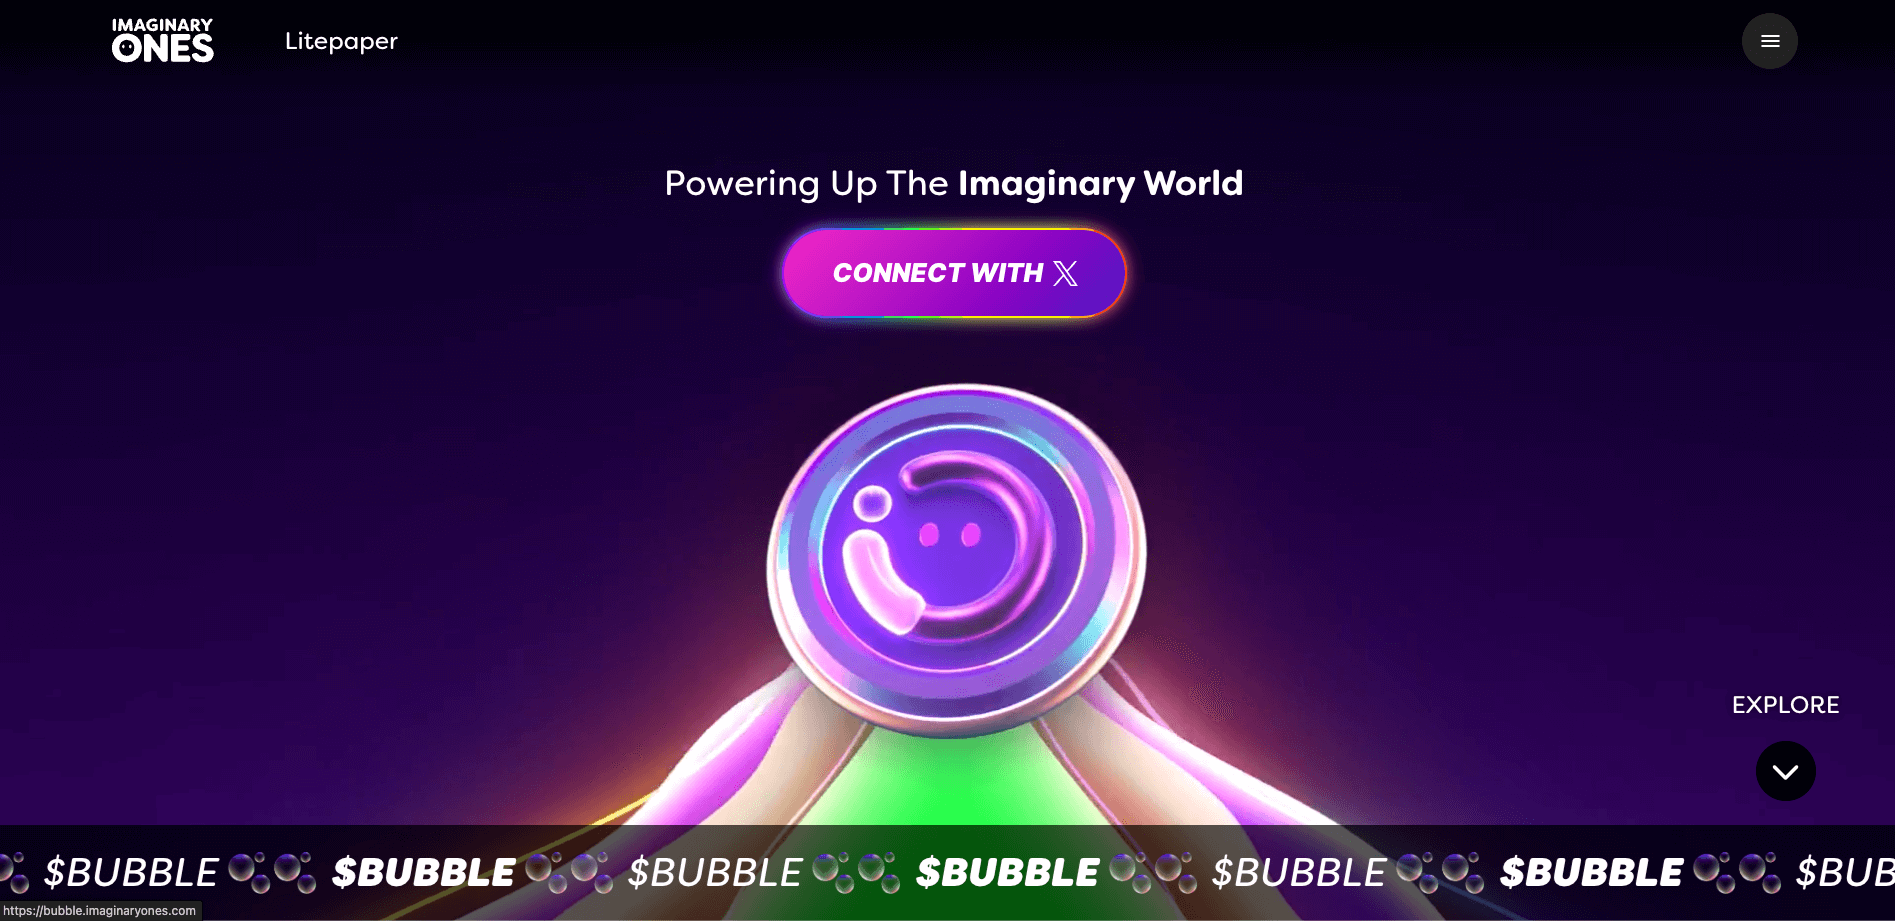 IMAGINARY
ONES
Litepaper
Powering Up The Imaginary World
CONNECT WITH X
EXPLORE
$BUBBLE $BUBBLE $BUBBLE $BUBBLE $BUBBLE $BUBBLE $BUB
https://bubble.imaginaryones.com